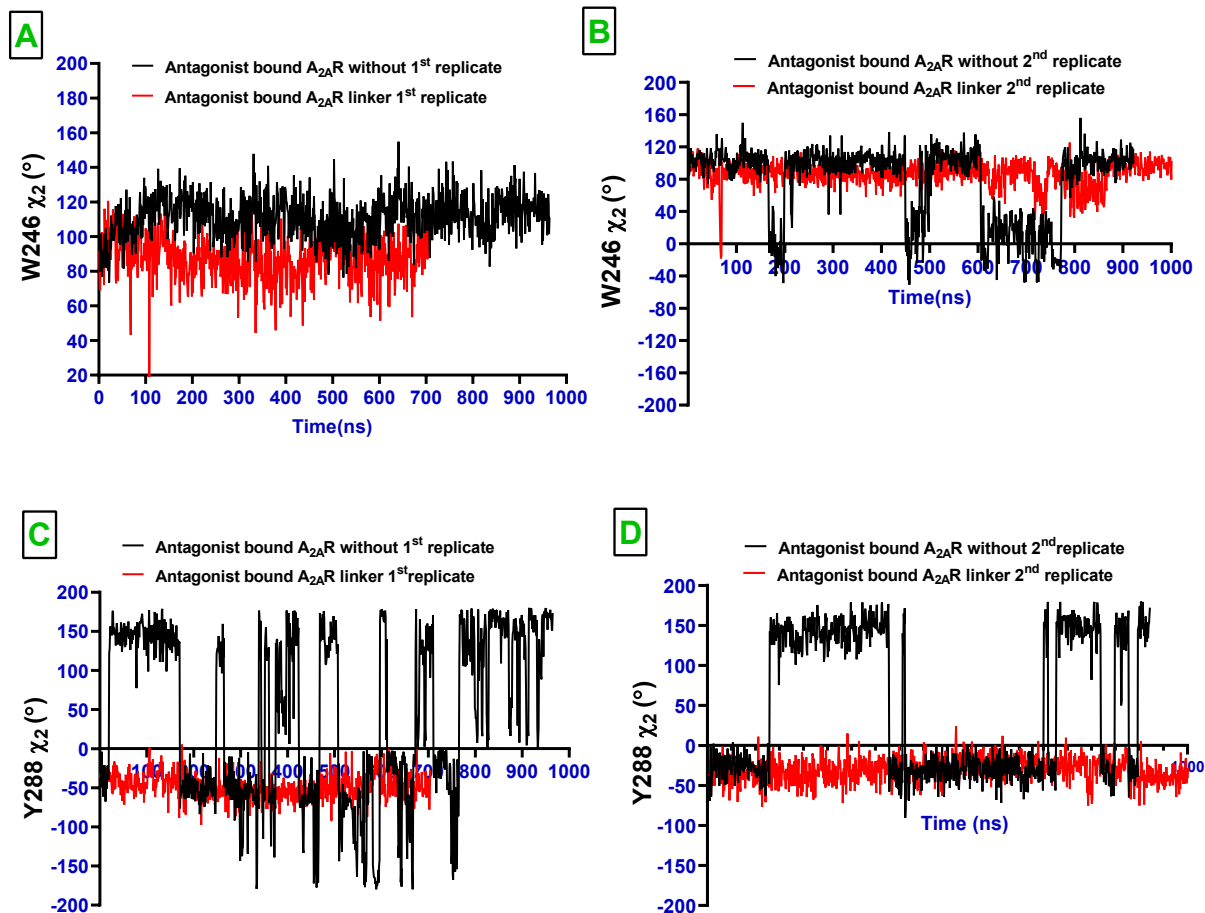 A
Antagonist bound A2AR without 1st replicate
Antagonist bound A2AR linker 1st replicate
W246 χ2 (°)
200
180
160
140
120
100
80
60
40
20
0 100 200 300 400 500 600 700 800 900 1000
Time(ns)
B
Antagonist bound A2AR without 2nd replicate
Antagonist bound A2AR linker 2nd replicate
W246 χ2 (°)
200
160
120
80
40
0
-40
-80
-120
-160
-200
100 200 300 400 500 600 700 800 900 1000
Time(ns)
C
Antagonist bound A2AR without 1st replicate
Antagonist bound A2AR linker 1st replicate
Y288 χ2 (°)
200
150
100
50
0
-50
-100
-150
-200
100 200 300 400 500 600 700 800 900 1000
D
Antagonist bound A2AR without 2nd replicate
Antagonist bound A2AR linker 2nd replicate
Y288 χ2 (°)
200
150
100
50
0
-50
-100
-150
-200
Time (ns)